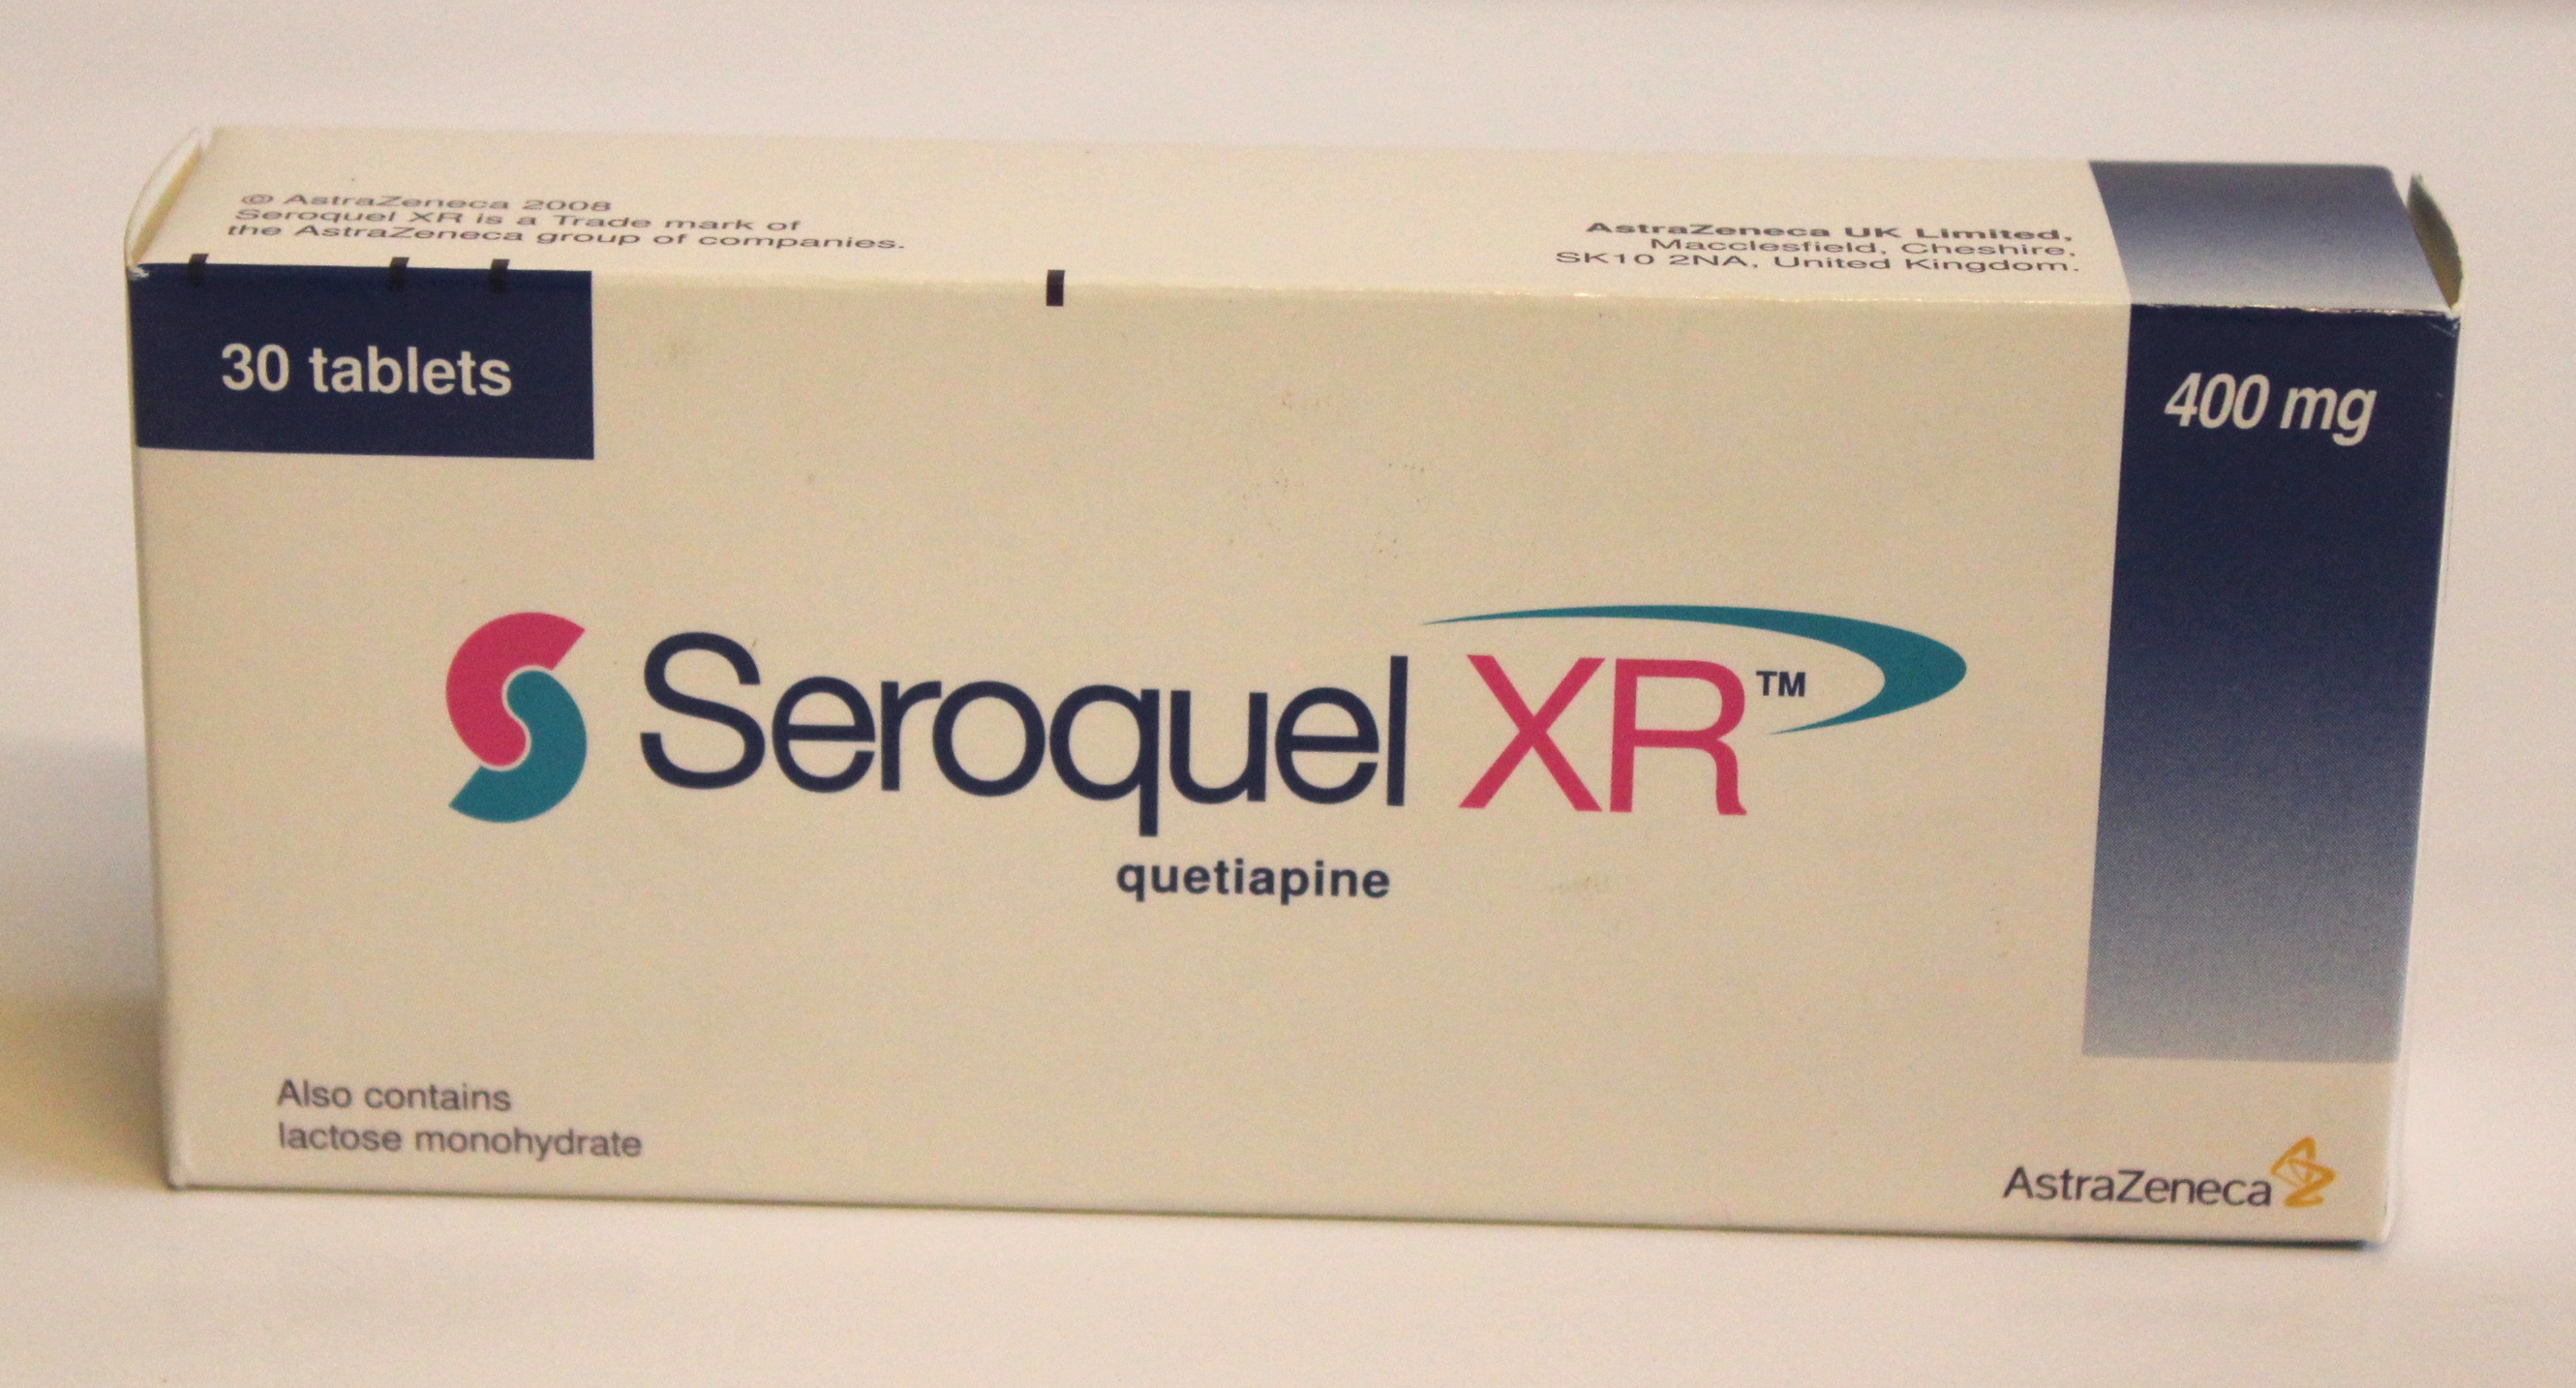 © AstraZeneca 2008
Seroquel XR is a Trade mark of
the AstraZeneca group of companies.
AstraZeneca UK Limited,
Macclesfield, Cheshire,
SK10 2NA, United Kingdom.
30 tablets
400 mg
Seroquel XR™
quetiapine
Also contains
lactose monohydrate
AstraZeneca